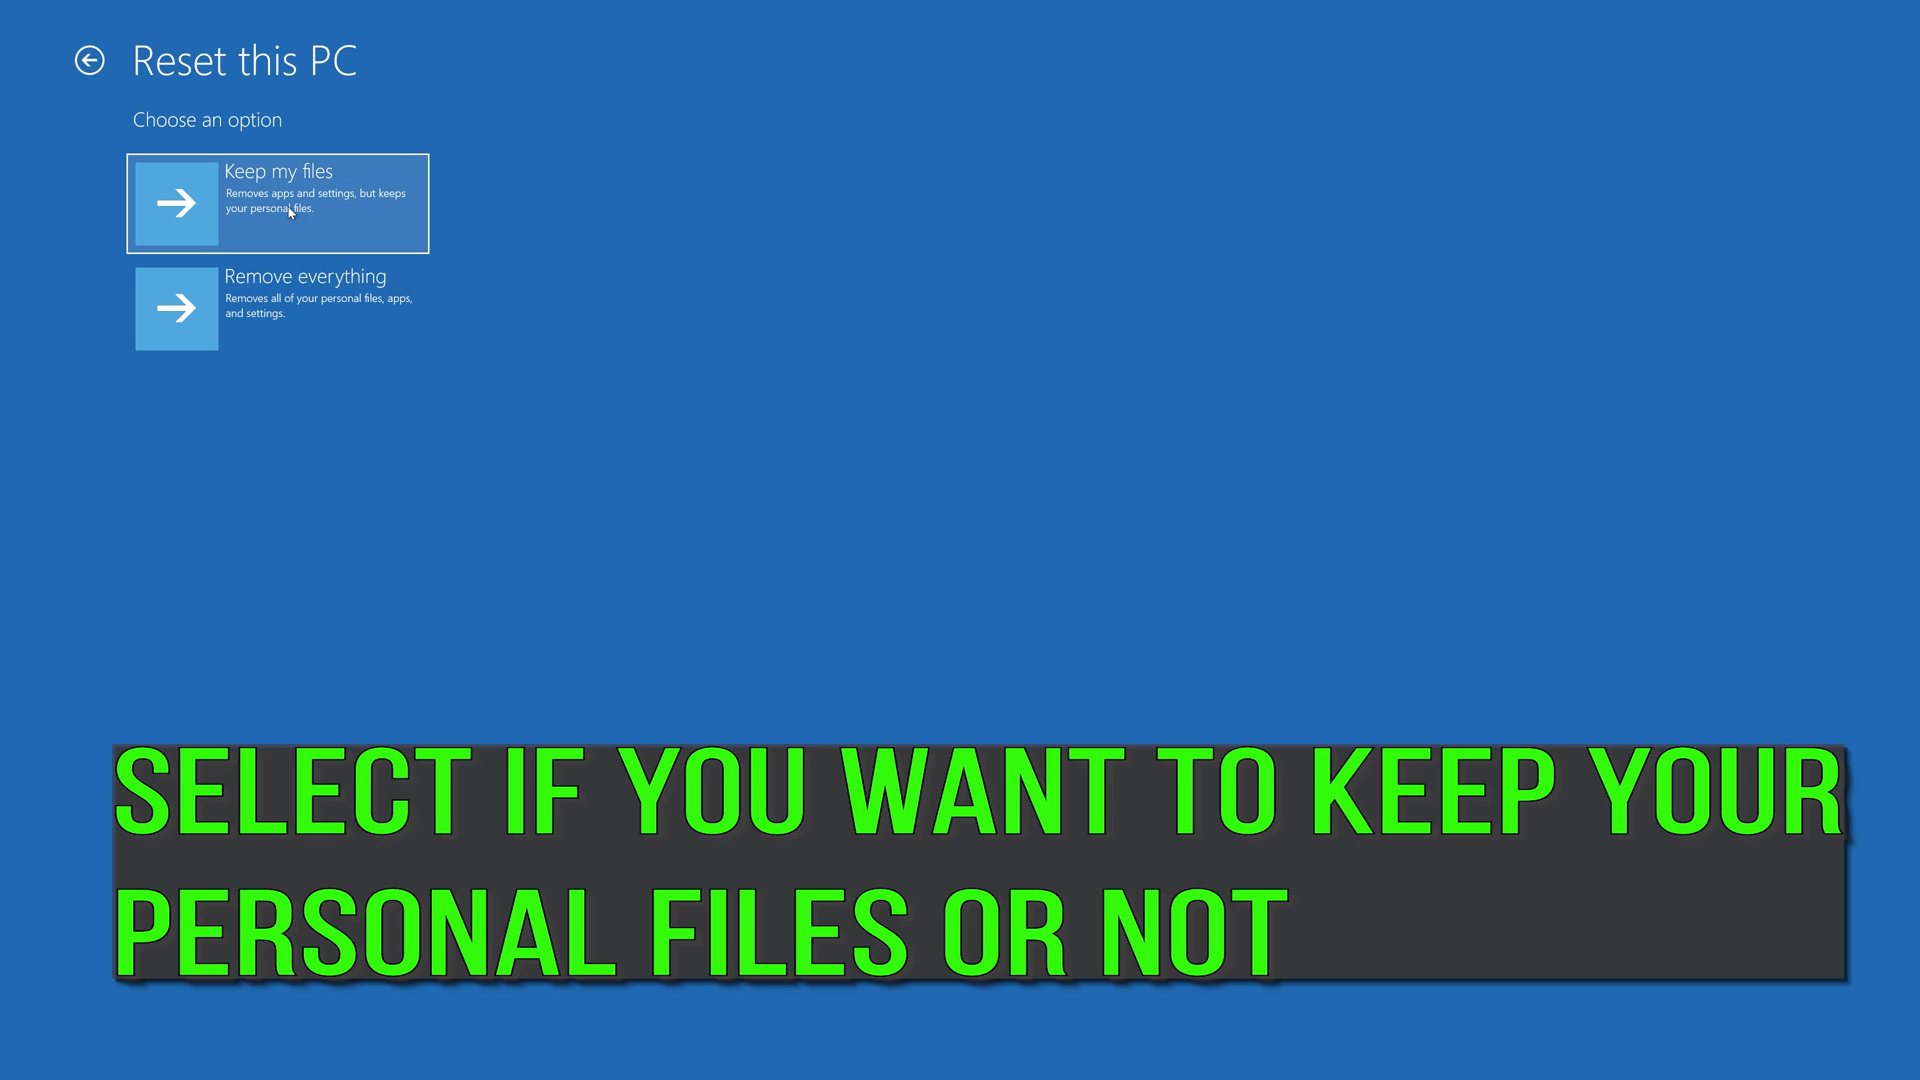 Reset this PC
Choose an option
Keep my files
Removes apps and settings, but keeps
your personal files.
Remove everything
Removes all of your personal files, apps,
and settings.
SELECT IF YOU WANT TO KEEP YOUR
PERSONAL FILES OR NOT